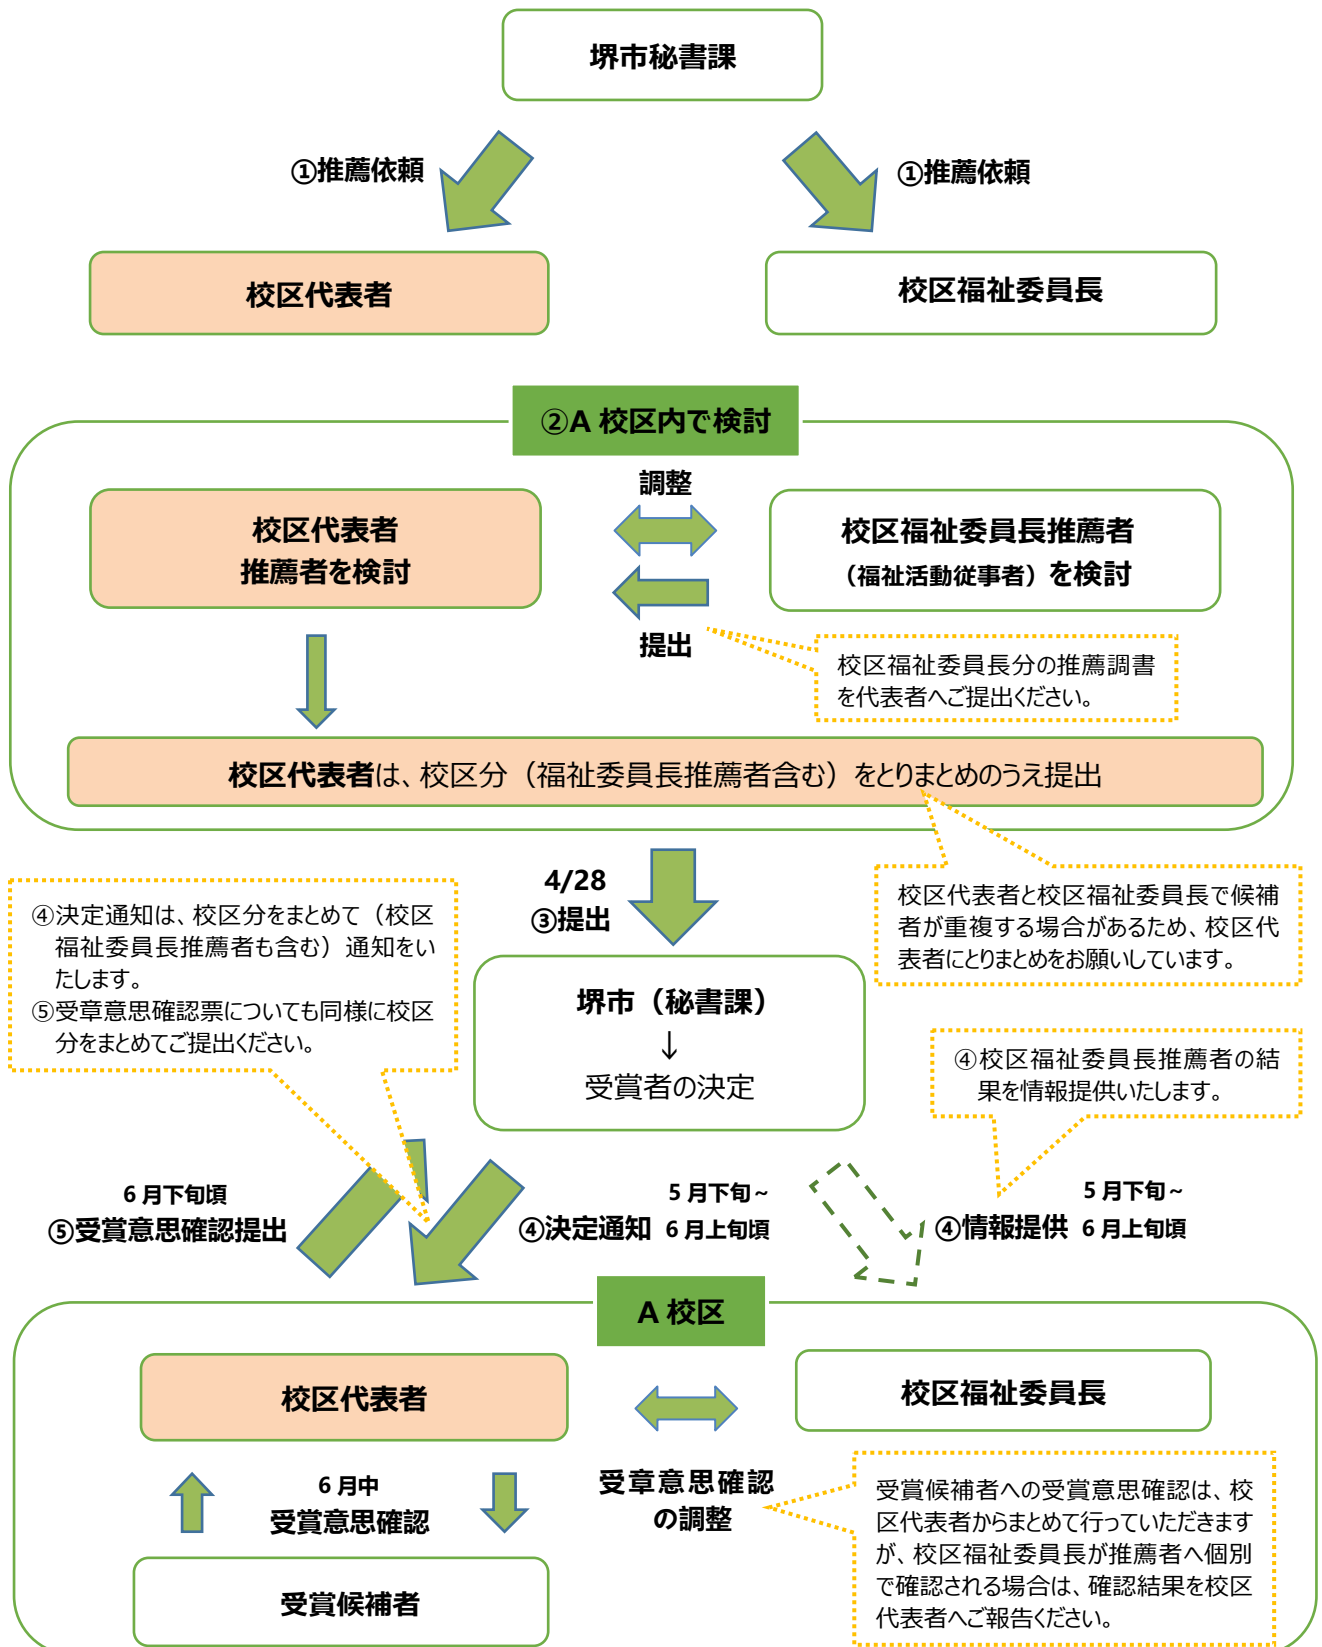 堺市秘書課
①推薦依頼
①推薦依頼
校区代表者
校区福祉委員長
②A 校区内で検討
調整
校区代表者
推薦者を検討
校区福祉委員長推薦者
（福祉活動従事者）を検討
提出
校区福祉委員長分の推薦調書
を代表者へご提出ください。
校区代表者は、校区分（福祉委員長推薦者含む）をとりまとめのうえ提出
4/28
③提出
校区代表者と校区福祉委員長で候補
者が重複する場合があるため、校区代
表者にとりまとめをお願いしています。
④決定通知は、校区分をまとめて（校区
福祉委員長推薦者も含む）通知をい
たします。
⑤受章意思確認票についても同様に校区
分をまとめてご提出ください。
堺市（秘書課）
↓
受賞者の決定
④校区福祉委員長推薦者の結
果を情報提供いたします。
6 月下旬頃
⑤受賞意思確認提出
5 月下旬～
④決定通知 6 月上旬頃
5 月下旬～
④情報提供 6 月上旬頃
A 校区
校区代表者
校区福祉委員長
6 月中
受賞意思確認
受章意思確認
の調整
受賞候補者への受賞意思確認は、校
区代表者からまとめて行っていただきます
が、校区福祉委員長が推薦者へ個別
で確認される場合は、確認結果を校区
代表者へご報告ください。
受賞候補者